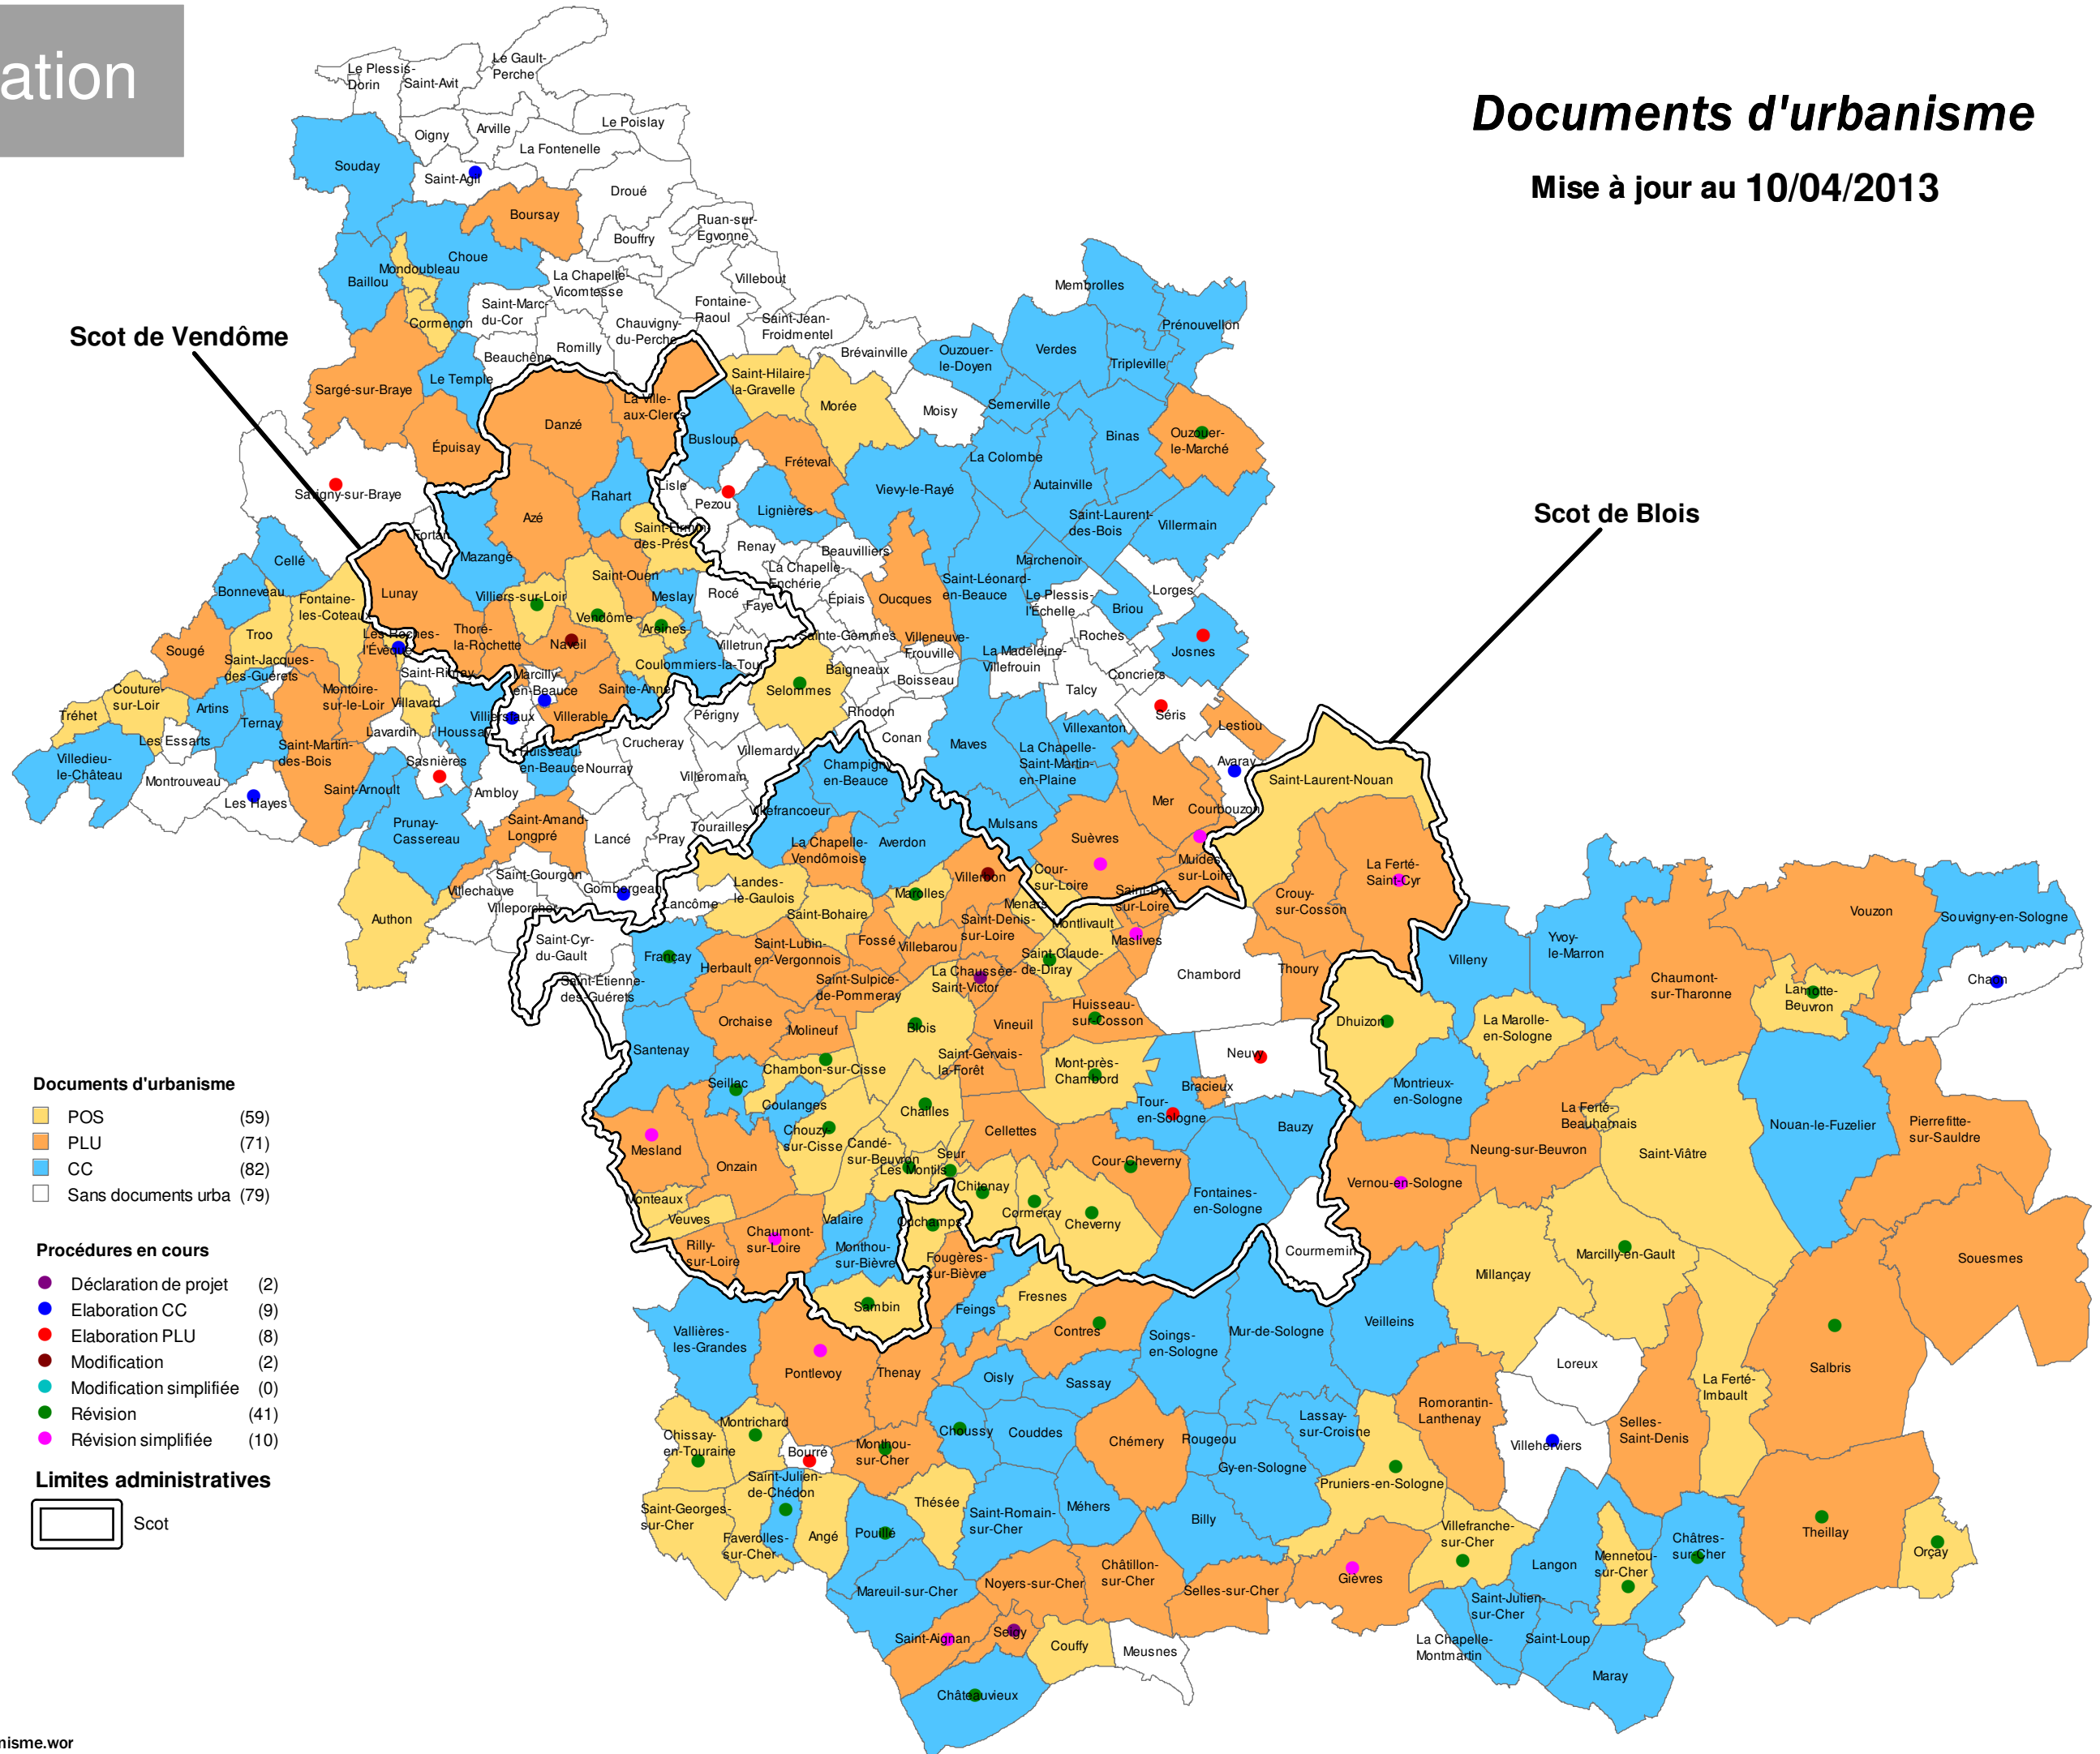 ation
Documents d'urbanisme
Mise à jour au 10/04/2013
Scot de Vendôme
Scot de Blois
Le Plessis-
Dorin
Saint-Avit
Le Gault-
Perche
Oigny
Arville
Le Poislay
La Fontenelle
Souday
Saint-Agil
Droué
Boursay
Ruan-sur-
Egvonne
Bouffry
Choue
Mondoubleau
Baillou
La Chapelle-
Vicomtesse
Villebout
Membrolles
Saint-Marc-
du-Cor
Fontaine-
Raoul
Cormenon
Chauvigny-
du-Perche
Saint-Jean-
Froidmentel
Prénouvellon
Beauchêne
Romilly
Brévainville
Ouzouer-
le-Doyen
Verdes
Tripleville
Sargé-sur-Braye
Le Temple
Saint-Hilaire-
la-Gravelle
La Ville-
aux-Clercs
Morée
Moisy
Semerville
Danzé
Épuisay
Busloup
Binas
Ouzouer-
le-Marché
Fréteval
La Colombe
Savigny-sur-Braye
Rahart
Lisle
Pezou
Lignières
Vievy-le-Rayé
Autainville
Azé
Saint-Firmin-
des-Prés
Saint-Laurent-
des-Bois
Villermain
Fortan
Mazangé
Renay
Beauvilliers
Cellé
La Chapelle-
Enchérie
Marchenoir
Bonneveau
Fontaine-
les-Coteaux
Lunay
Saint-Ouen
Villiers-sur-Loir
Meslay
Rocé
Faye
Épiais
Oucques
Saint-Léonard-
en-Beauce
Le Plessis-
l'Échelle
Lorges
Briou
Troo
Vendôme
Areines
Les Roches-
l'Évêque
Thoré-
la-Rochette
Naveil
Villetrun
Sainte-Gemmes
Villeneuve-
Frouville
Roches
Josnes
Sougé
Saint-Jacques-
des-Guérets
Coulommiers-la-Tour
La Madeleine-
Villefrouin
Saint-Rimay
Marcilly-
en-Beauce
Sainte-Anne
Selommes
Baigneaux
Boisseau
Concriers
Talcy
Couture-
sur-Loir
Montoire-
sur-le-Loir
Villavard
Tréhet
Artins
Ternay
Villiersfaux
Villerable
Périgny
Rhodon
Séris
Lestiou
Les Essarts
Lavardin
Houssay
Conan
Maves
Villexanton
Villedieu-
le-Château
Saint-Martin-
des-Bois
Sasnières
Huisseau-
en-Beauce
Nourray
Crucheray
Villemardy
La Chapelle-
Saint-Martin-
en-Plaine
Montrouveau
Les Hayes
Saint-Arnoult
Ambloy
Villeromain
Champigny-
en-Beauce
Avaray
Saint-Laurent-Nouan
Mer
Courbouzon
Prunay-
Cassereau
Saint-Amand-
Longpré
Lancé
Pray
Tourailles
Villefrancoeur
Mulsans
Suèvres
La Chapelle-
Vendômoise
Averdon
Muides-
sur-Loire
La Ferté-
Saint-Cyr
Saint-Gourgon
Villechauve
Villeporcher
Gombergean
Lancôme
Landes-
le-Gaulois
Marolles
Villerbon
Cour-
sur-Loire
Menars
Saint-Dyé-
sur-Loire
Crouy-
sur-Cosson
Authon
Saint-Bohaire
Saint-Denis-
sur-Loire
Montlivault
Maslives
Vouzon
Souvigny-en-Sologne
Saint-Cyr-
du-Gault
Françay
Saint-Lubin-
en-Vergonnois
Fossé
Villebarou
Saint-Claude-
de-Diray
Yvoy-
le-Marron
Villeny
Herbault
La Chaussée-
Saint-Victor
Chambord
Thoury
Chaumont-
sur-Tharonne
Chaon
Lamotte-
Beuvron
Saint-Étienne-
des-Guérets
Saint-Sulpice-
de-Pommeray
Orchaise
Molineuf
Blois
Vineuil
Huisseau-
sur-Cosson
Dhuizon
La Marolle-
en-Sologne
Santenay
Chambon-sur-Cisse
Saint-Gervais-
la-Forêt
Mont-près-
Chambord
Neuvy
Bracieux
Montrieux-
en-Sologne
Seillac
Coulanges
Chailles
Tour-
en-Sologne
Bauzy
La Ferté-
Beauharnais
Nouan-le-Fuzelier
Pierrefitte-
sur-Sauldre
Mesland
Onzain
Chouzy-
sur-Cisse
Candé-
sur-Beuvron
Les Montils
Seur
Cellettes
Cour-Cheverny
Neung-sur-Beuvron
Saint-Viâtre
Vernou-en-Sologne
Monteaux
Veuves
Chitenay
Cormeray
Cheverny
Fontaines-
en-Sologne
Valaire
Ouchamps
Rilly-
sur-Loire
Chaumont-
sur-Loire
Monthou-
sur-Bièvre
Fougères-
sur-Bièvre
Courmemin
Millançay
Marcilly-en-Gault
Souesmes
Sambin
Feings
Fresnes
Contres
Vallières-
les-Grandes
Soings-
en-Sologne
Mur-de-Sologne
Veilleins
Pontlevoy
Thenay
Oisly
Sassay
Loreux
Salbris
La Ferté-
Imbault
Romorantin-
Lanthenay
Selles-
Saint-Denis
Chissay-
en-Touraine
Montrichard
Bourré
Monthou-
sur-Cher
Choussy
Couddes
Chémery
Rougeou
Lassay-
sur-Croisne
Villeherviers
Gy-en-Sologne
Pruniers-en-Sologne
Saint-Georges-
sur-Cher
Saint-Julien-
de-Chédon
Faverolles-
sur-Cher
Angé
Pouillé
Thésée
Saint-Romain-
sur-Cher
Méhers
Billy
Villefranche-
sur-Cher
Langon
Mennetou-
sur-Cher
Châtres-
sur-Cher
Theillay
Orçay
Mareuil-sur-Cher
Noyers-sur-Cher
Châtillon-
sur-Cher
Selles-sur-Cher
Gièvres
Saint-Julien-
sur-Cher
Saint-Aignan
Seigy
Couffy
Meusnes
La Chapelle-
Montmartin
Saint-Loup
Maray
Châteauvieux
Documents d'urbanisme
POS (59)
PLU (71)
CC (82)
Sans documents urba (79)
Procédures en cours
Déclaration de projet (2)
Elaboration CC (9)
Elaboration PLU (8)
Modification (2)
Modification simplifiée (0)
Révision (41)
Révision simplifiée (10)
Limites administratives
Scot
nisme.wor